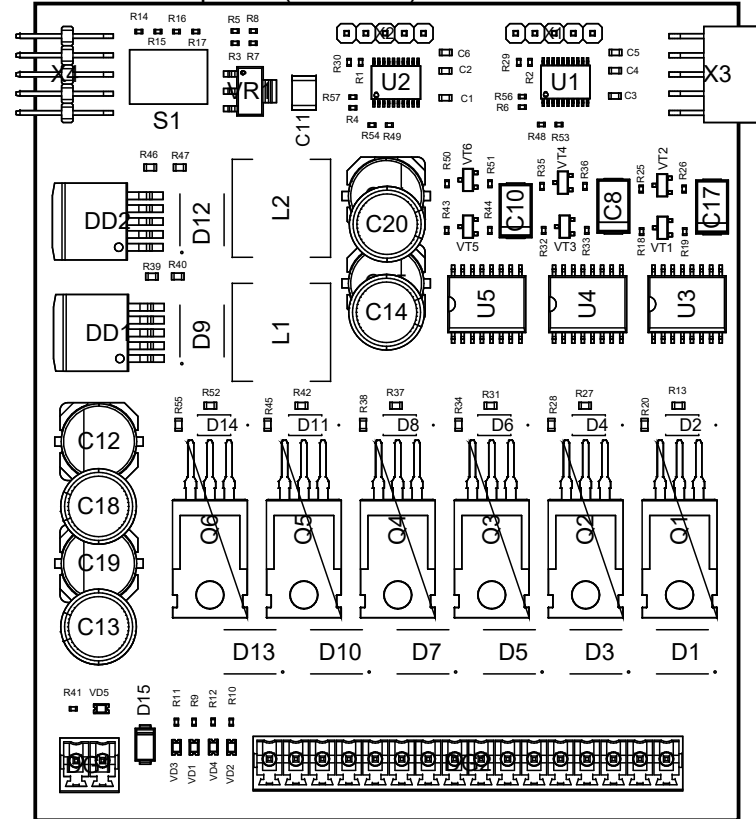 R14 R16 R5 R8
R15 R17 R3 R7
X4
S1
VR1
C11
R30 R1
R57
R4
R54 R49
U2
C6
C2
C1
X1
R29 R2
R56
R6
R48 R53
U1
C5
C4
C3
X3
R46 R47
DD2
D12
L2
C20
R50 VT6 R51
R43 VT5 R44
C10
R35 VT4 R36
R32 VT3 R33
C8
R25 VT2 R26
R18 VT1 R19
C17
R39 R40
DD1
D9
L1
C14
U5 U4 U3
R55 R52 R45 R42 R38 R37 R34 R31 R28 R27 R20 R13
D14 D11 D8 D6 D4 D2
C12
C18
C19
C13
Q6 Q5 Q4 Q3 Q2 Q1
D13 D10 D7 D5 D3 D1
R41 VD5
D15
R11 R9 R12 R10
VD3 VD1 VD4 VD2